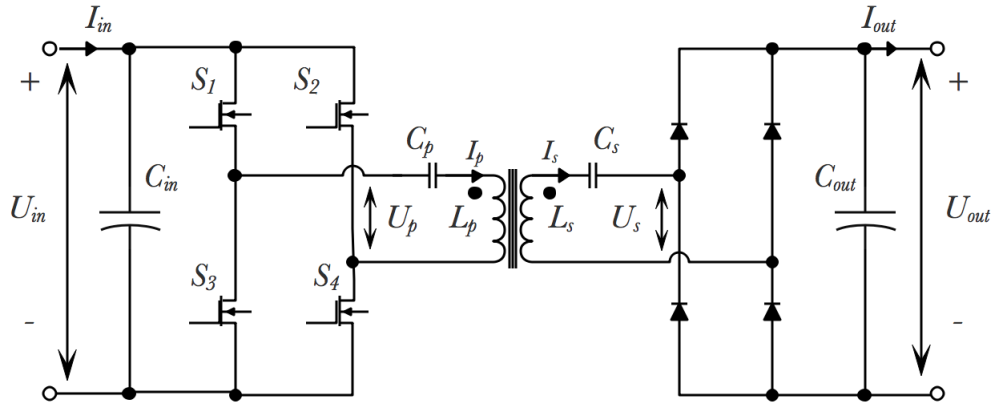 I_in
I_out
+
S_1
S_2
+
C_p
I_p
I_s
C_s
C_in
C_out
U_in
U_p
L_p
L_s
U_s
U_out
S_3
S_4
-
-